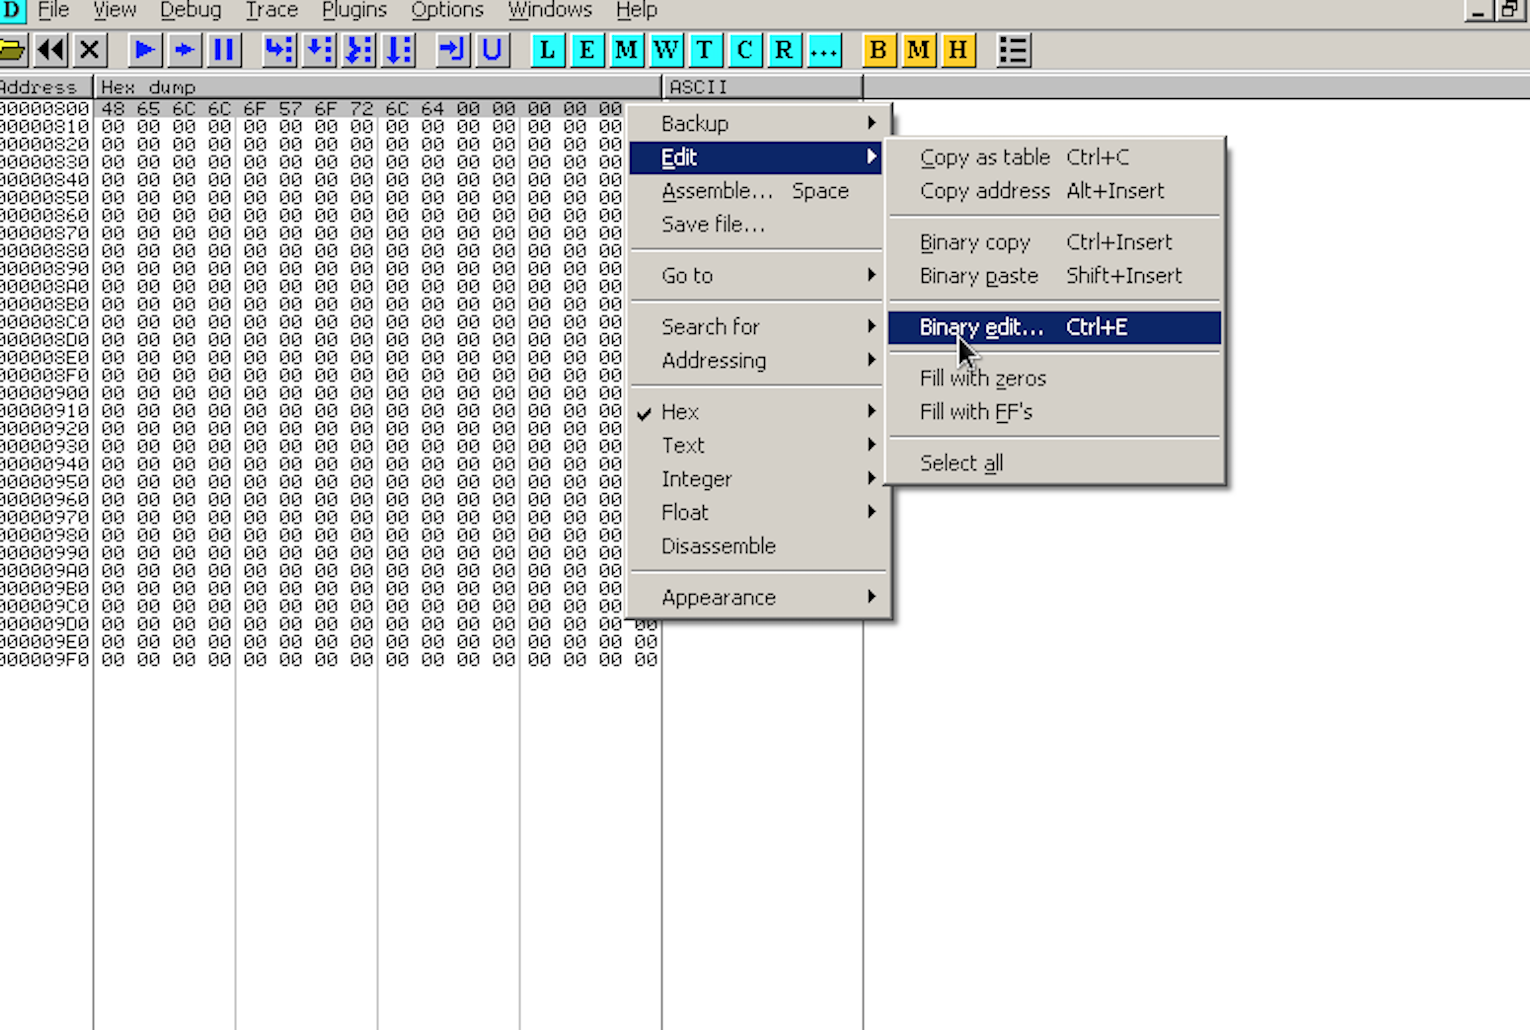 D File View Debug Trace Plugins Options Windows Help
L E M W T C R ... B M H
Address Hex dump ASCII
00000800 48 65 6C 6C 6F 57 6F 72 6C 64 00 00 00 00 00
00000810 00 00 00 00 00 00 00 00 00 00 00 00 00 00 00
00000820 00 00 00 00 00 00 00 00 00 00 00 00 00 00 00
00000830 00 00 00 00 00 00 00 00 00 00 00 00 00 00 00
00000840 00 00 00 00 00 00 00 00 00 00 00 00 00 00 00
00000850 00 00 00 00 00 00 00 00 00 00 00 00 00 00 00
00000860 00 00 00 00 00 00 00 00 00 00 00 00 00 00 00
00000870 00 00 00 00 00 00 00 00 00 00 00 00 00 00 00
00000880 00 00 00 00 00 00 00 00 00 00 00 00 00 00 00
00000890 00 00 00 00 00 00 00 00 00 00 00 00 00 00 00
000008A0 00 00 00 00 00 00 00 00 00 00 00 00 00 00 00
000008B0 00 00 00 00 00 00 00 00 00 00 00 00 00 00 00
000008C0 00 00 00 00 00 00 00 00 00 00 00 00 00 00 00
000008D0 00 00 00 00 00 00 00 00 00 00 00 00 00 00 00
000008E0 00 00 00 00 00 00 00 00 00 00 00 00 00 00 00
000008F0 00 00 00 00 00 00 00 00 00 00 00 00 00 00 00
00000900 00 00 00 00 00 00 00 00 00 00 00 00 00 00 00
00000910 00 00 00 00 00 00 00 00 00 00 00 00 00 00 00
00000920 00 00 00 00 00 00 00 00 00 00 00 00 00 00 00
00000930 00 00 00 00 00 00 00 00 00 00 00 00 00 00 00
00000940 00 00 00 00 00 00 00 00 00 00 00 00 00 00 00
00000950 00 00 00 00 00 00 00 00 00 00 00 00 00 00 00
00000960 00 00 00 00 00 00 00 00 00 00 00 00 00 00 00
00000970 00 00 00 00 00 00 00 00 00 00 00 00 00 00 00
00000980 00 00 00 00 00 00 00 00 00 00 00 00 00 00 00
00000990 00 00 00 00 00 00 00 00 00 00 00 00 00 00 00
000009A0 00 00 00 00 00 00 00 00 00 00 00 00 00 00 00
000009B0 00 00 00 00 00 00 00 00 00 00 00 00 00 00 00
000009C0 00 00 00 00 00 00 00 00 00 00 00 00 00 00 00
000009D0 00 00 00 00 00 00 00 00 00 00 00 00 00 00 00 00
000009E0 00 00 00 00 00 00 00 00 00 00 00 00 00 00 00 00
000009F0 00 00 00 00 00 00 00 00 00 00 00 00 00 00 00 00
Backup
Edit
Assemble... Space
Save file...
Go to
Search for
Addressing
Hex
Text
Integer
Float
Disassemble
Appearance
Copy as table Ctrl+C
Copy address Alt+Insert
Binary copy Ctrl+Insert
Binary paste Shift+Insert
Binary edit... Ctrl+E
Fill with zeros
Fill with FF's
Select all